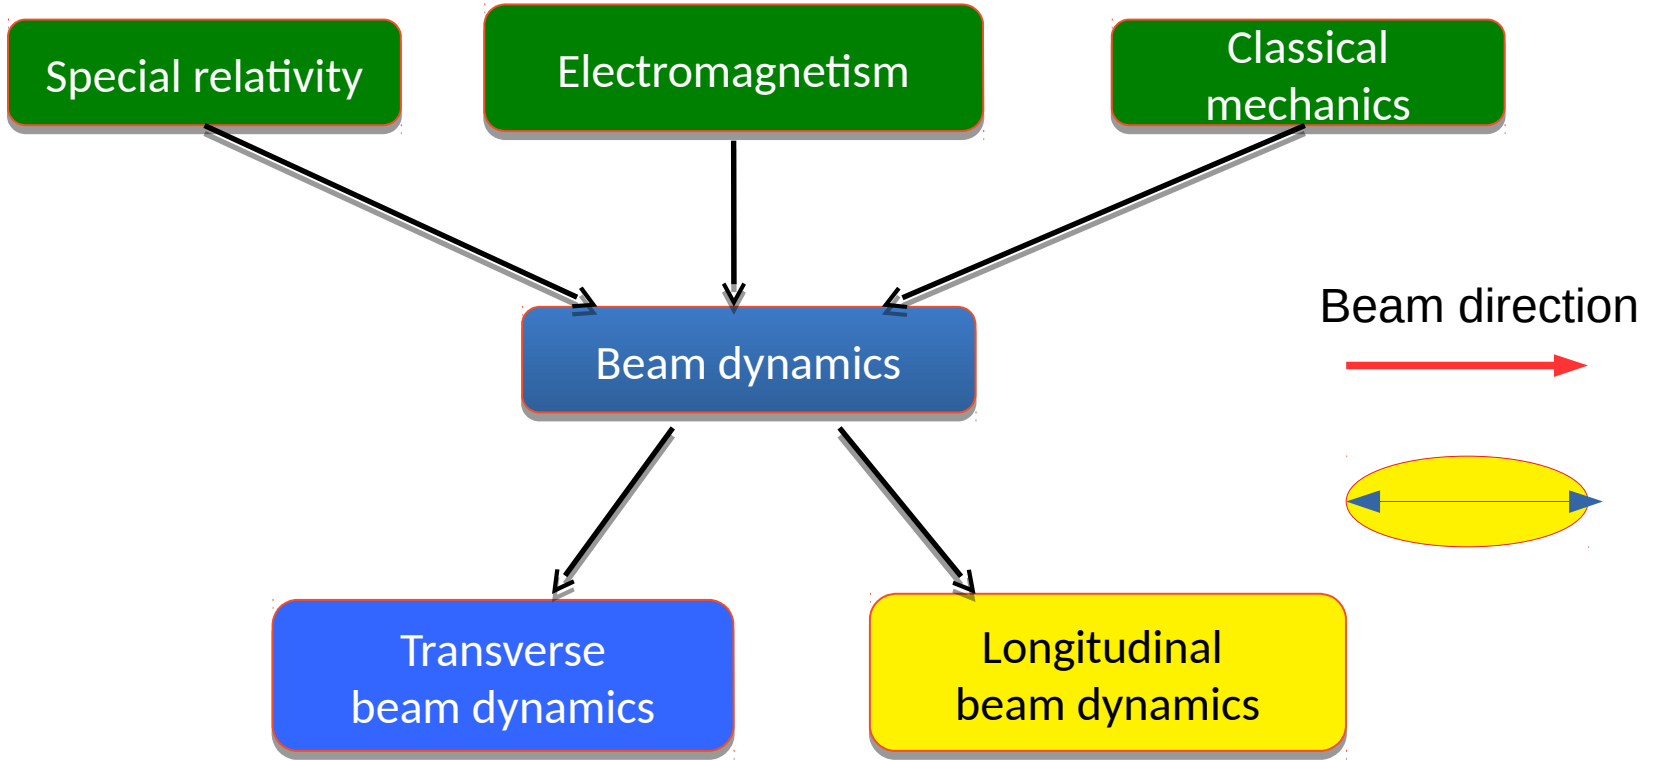 Special relativity
Electromagnetism
Classical
mechanics
Beam direction
Beam dynamics
Transverse
beam dynamics
Longitudinal
beam dynamics